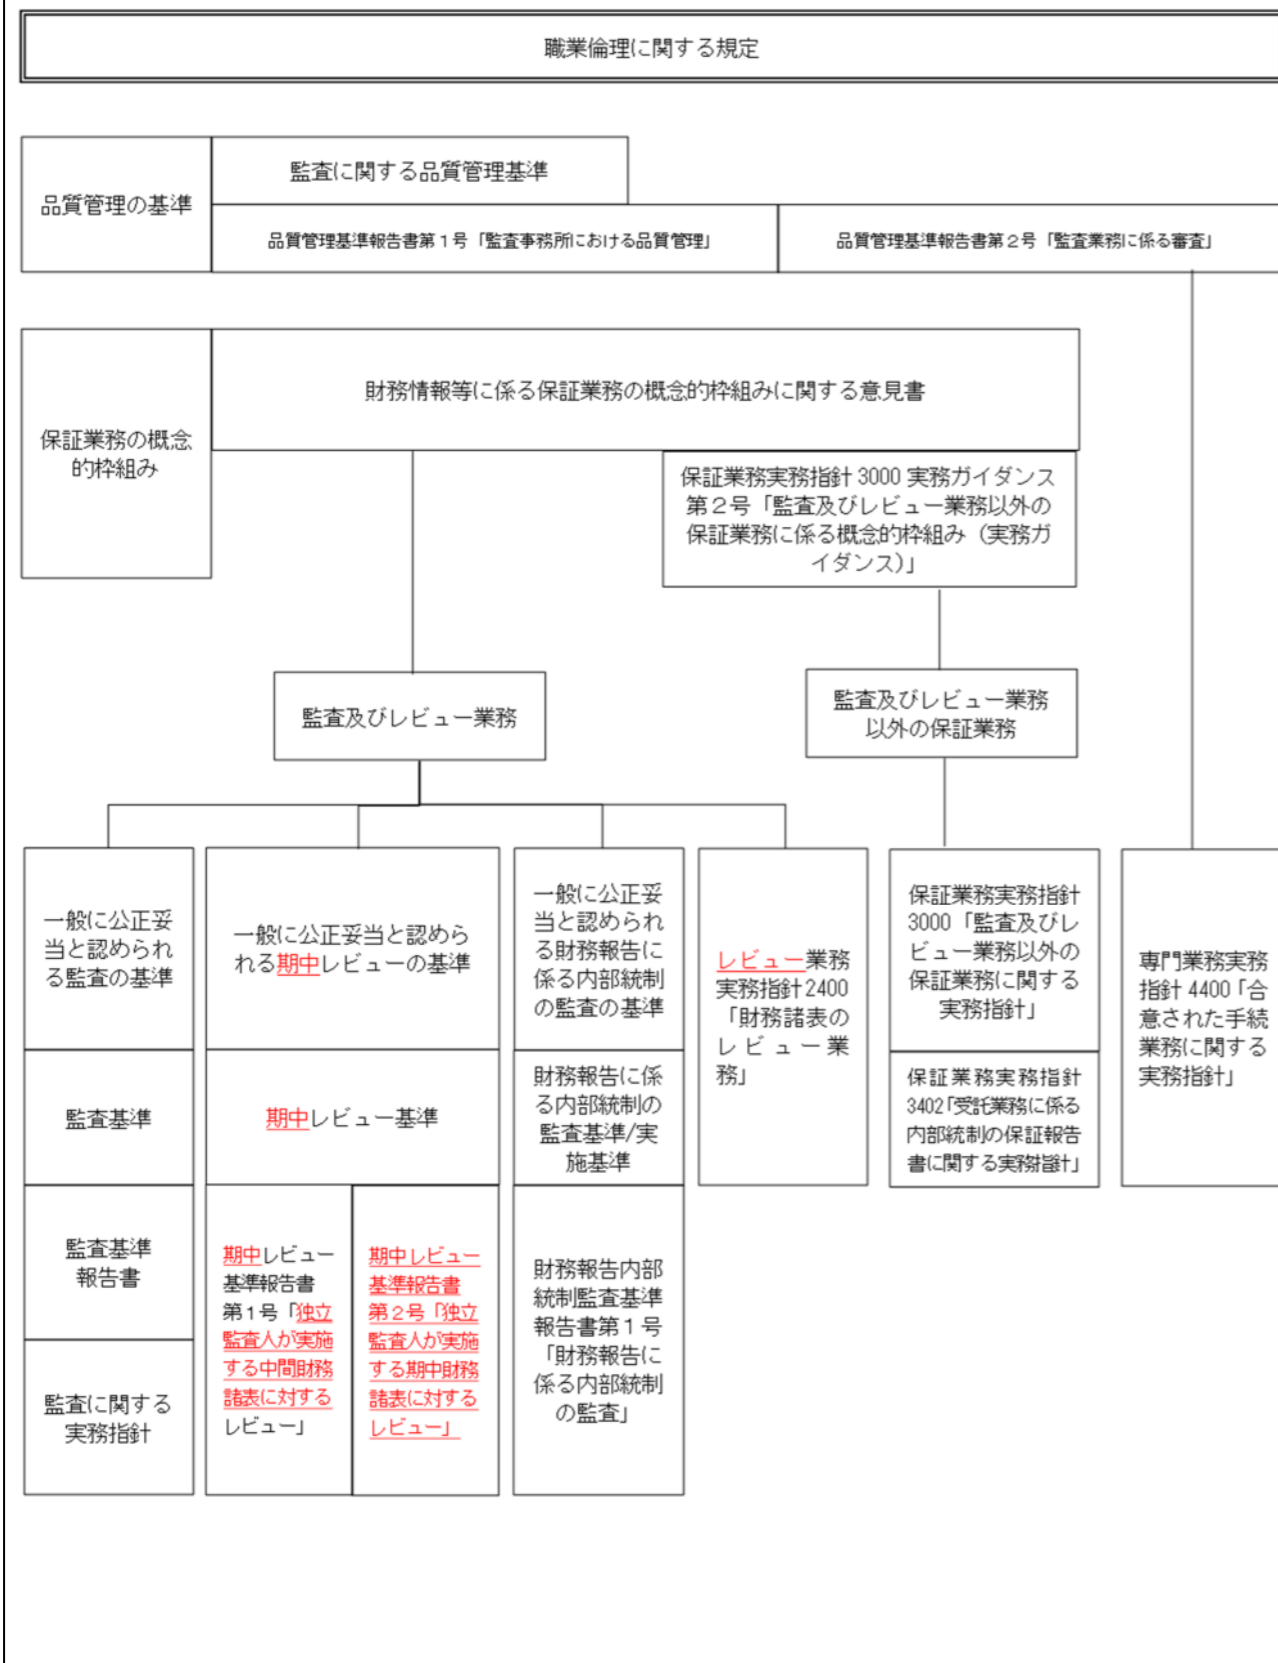 職業倫理に関する規定
品質管理の基準
監査に関する品質管理基準
品質管理基準報告書第１号「監査事務所における品質管理」
品質管理基準報告書第２号「監査業務に係る審査」
保証業務の概念
的枠組み
財務情報等に係る保証業務の概念的枠組みに関する意見書
保証業務実務指針 3000 実務ガイダンス
第２号「監査及びレビュー業務以外の
保証業務に係る概念的枠組み（実務ガ
イダンス）」
監査及びレビュー業務
監査及びレビュー業務
以外の保証業務
一般に公正妥
当と認められ
る監査の基準
監査基準
監査基準
報告書
監査に関する
実務指針
一般に公正妥当と認めら
れる期中レビューの基準
期中レビュー基準
期中レビュー
基準報告書
第１号「独立
監査人が実施
する中間財務
諸表に対する
レビュー」
期中レビュー
基準報告書
第２号「独立
監査人が実施
する期中財務
諸表に対する
レビュー」
一般に公正妥
当と認められ
る財務報告に
係る内部統制
の監査の基準
財務報告に係
る内部統制の
監査基準/実
施基準
財務報告内部
統制監査基準
報告書第１号
「財務報告に
係る内部統制
の監査」
レビュー業務
実務指針 2400
「財務諸表の
レビュー業
務」
保証業務実務指針
3000「監査及びレ
ビュー業務以外の
保証業務に関する
実務指針」
保証業務実務指針
3402「受託業務に係る
内部統制の保証報告
書に関する実務指針」
専門業務実務
指針 4400「合
意された手続
業務に関する
実務指針」